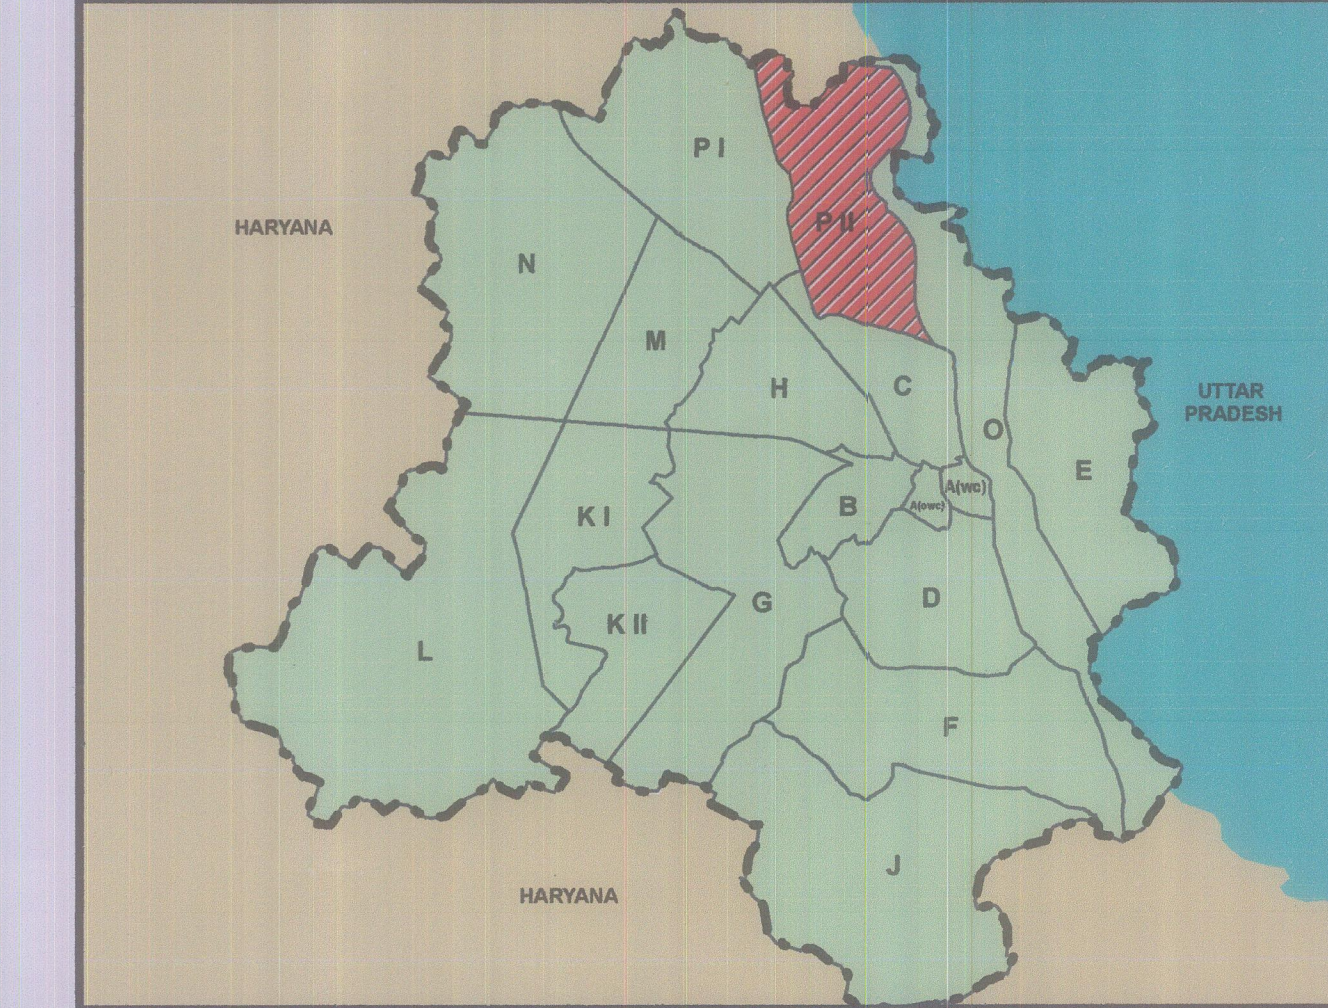 P I
P II
HARYANA
N
M
UTTAR
PRADESH
H
C
O
E
A(wc)
A(owc)
B
K I
D
G
K II
L
F
J
HARYANA